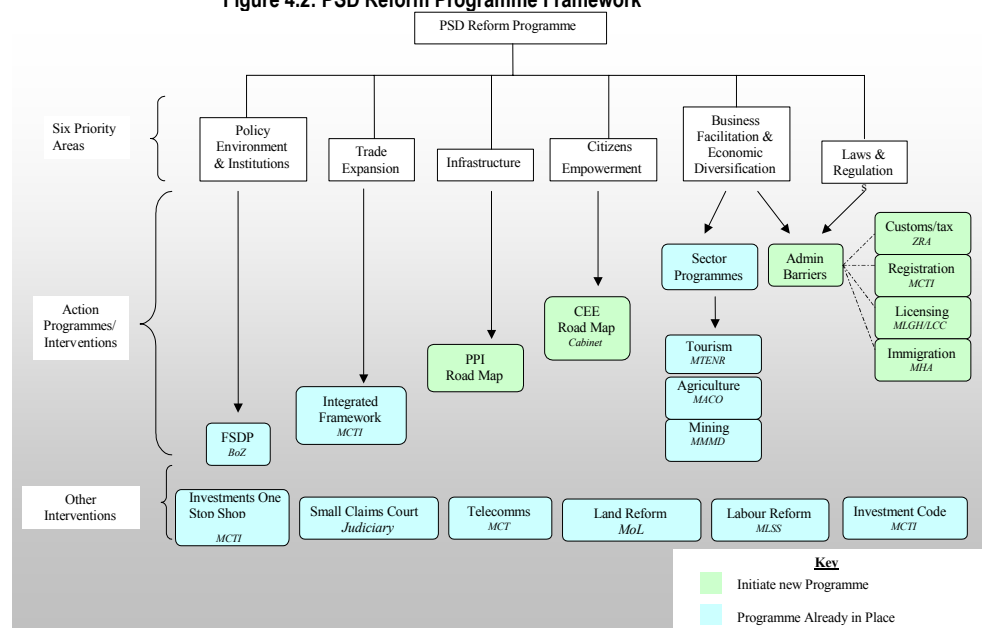 Figure 4.2: PSD Reform Programme Framework
PSD Reform Programme
Six Priority
Areas
Policy
Environment
& Institutions
Trade
Expansion
Infrastructure
Citizens
Empowerment
Business
Facilitation &
Economic
Diversification
Laws &
Regulation
s
Action
Programmes/
Interventions
FSDP
BoZ
Integrated
Framework
MCTI
PPI
Road Map
CEE
Road Map
Cabinet
Sector
Programmes
Tourism
MTENR
Agriculture
MACO
Mining
MMMD
Admin
Barriers
Customs/tax
ZRA
Registration
MCTI
Licensing
MLGH/LCC
Immigration
MHA
Other
Interventions
Investments One
Stop Shop
MCTI
Small Claims Court
Judiciary
Telecomms
MCT
Land Reform
MoL
Labour Reform
MLSS
Investment Code
MCTI
Key
Initiate new Programme
Programme Already in Place